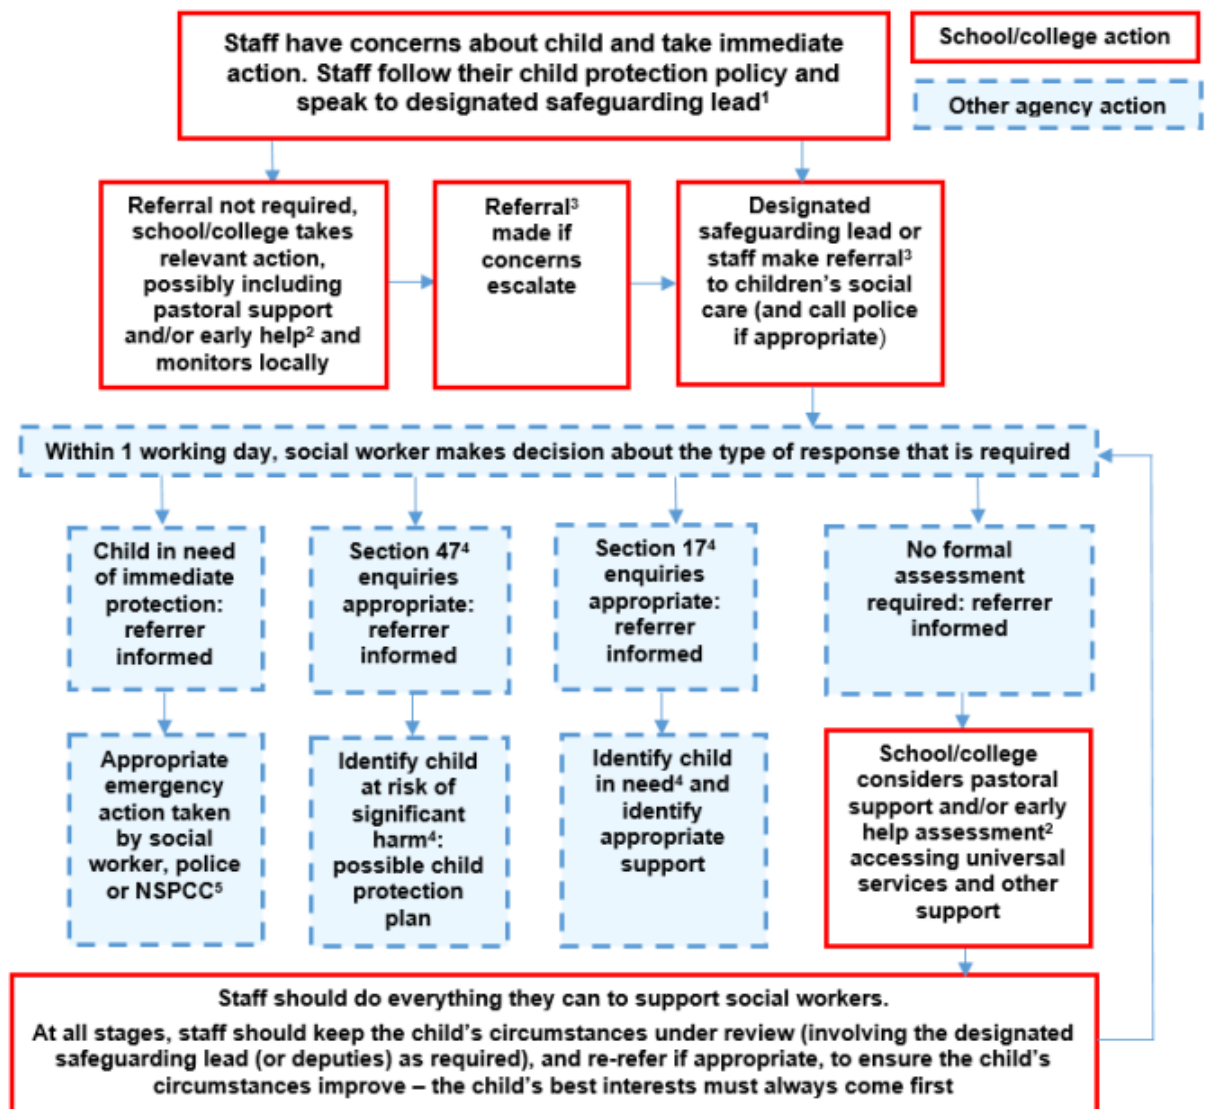 Staff have concerns about child and take immediate
action. Staff follow their child protection policy and
speak to designated safeguarding lead¹
School/college action
Other agency action
Referral not required,
school/college takes
relevant action,
possibly including
pastoral support
and/or early help² and
monitors locally
Referral³
made if
concerns
escalate
Designated
safeguarding lead or
staff make referral³
to children's social
care (and call police
if appropriate)
Within 1 working day, social worker makes decision about the type of response that is required
Child in need
of immediate
protection:
referrer
informed
Section 47⁴
enquiries
appropriate:
referrer
informed
Section 17⁴
enquiries
appropriate:
referrer
informed
No formal
assessment
required: referrer
informed
Appropriate
emergency
action taken
by social
worker, police
or NSPCC⁵
Identify child
at risk of
significant
harm⁴:
possible child
protection
plan
Identify child
in need⁴ and
identify
appropriate
support
School/college
considers pastoral
support and/or early
help assessment²
accessing universal
services and other
support
Staff should do everything they can to support social workers.
At all stages, staff should keep the child's circumstances under review (involving the designated
safeguarding lead (or deputies) as required), and re-refer if appropriate, to ensure the child's
circumstances improve – the child's best interests must always come first